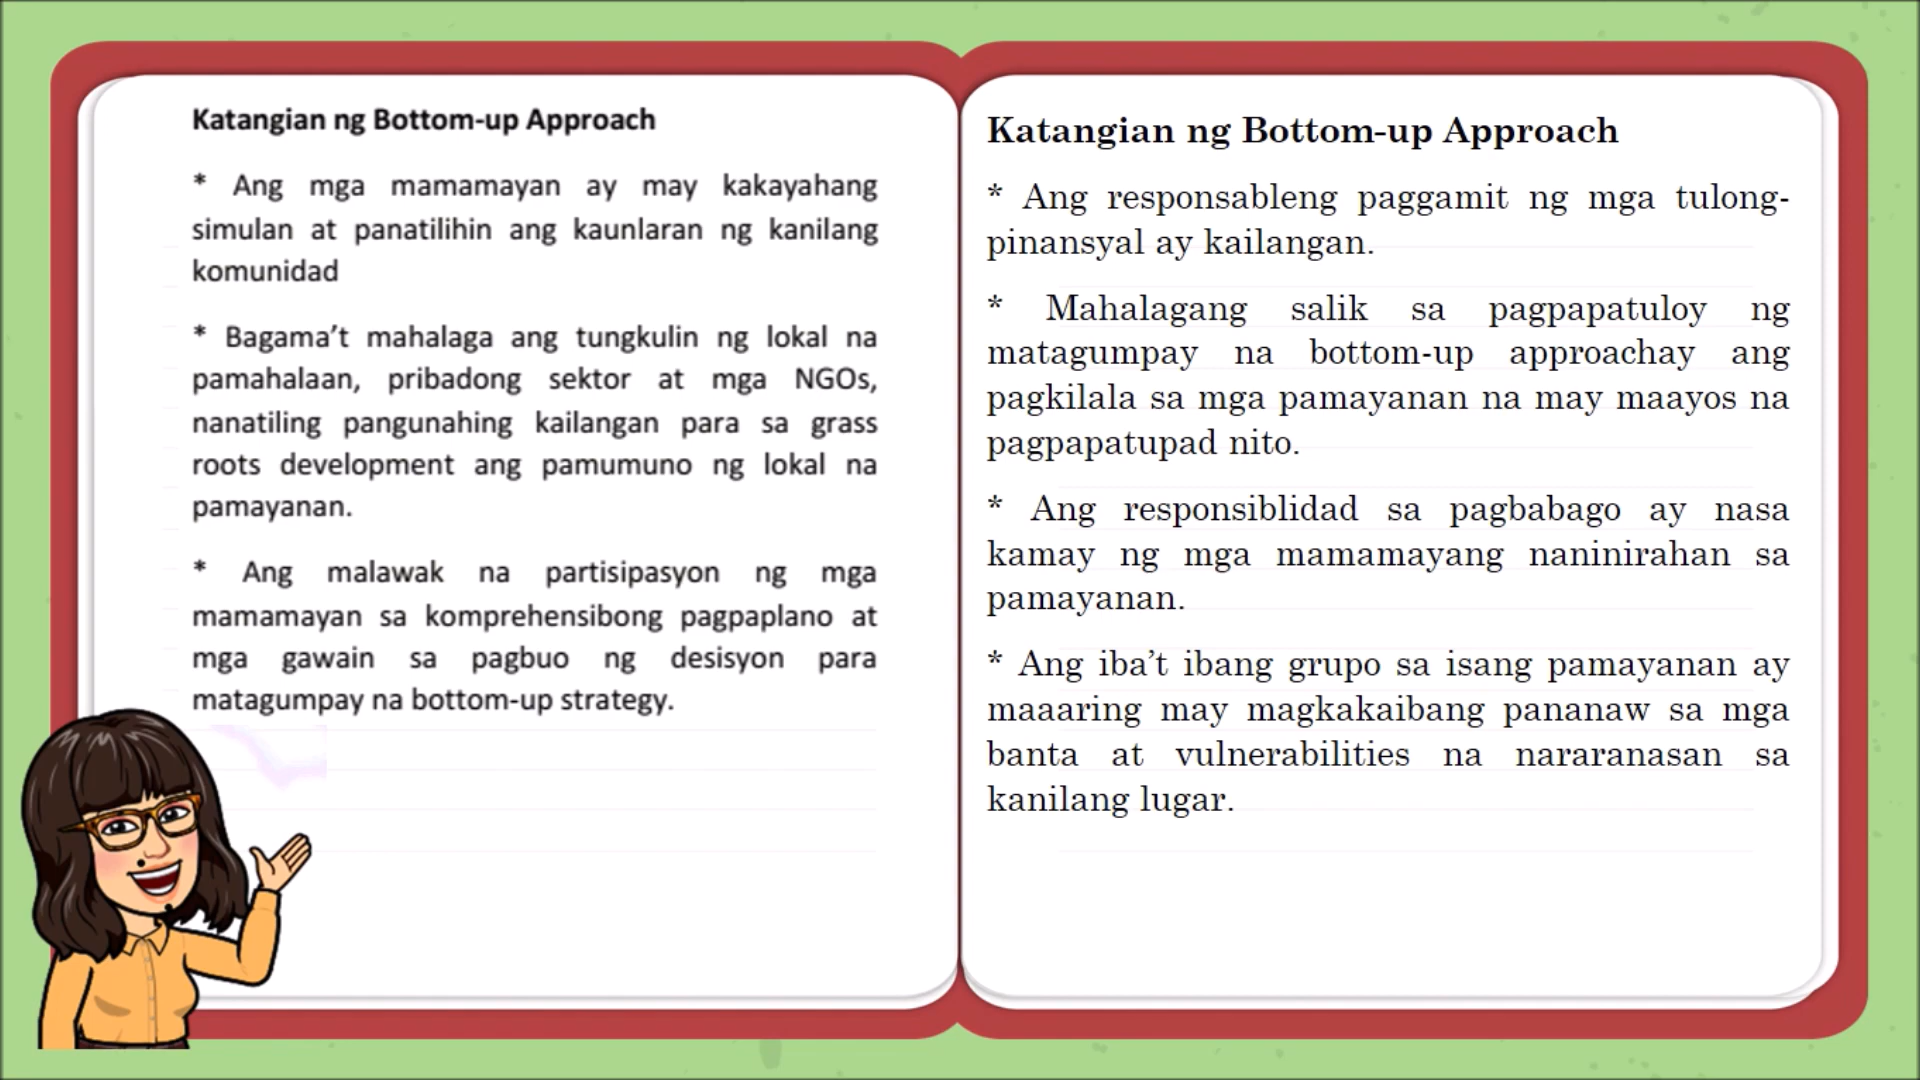 Katangian ng Bottom-up Approach
* Ang mga mamamayan ay may kakayahang
simulan at panatilihin ang kaunlaran ng kanilang
komunidad
* Bagama’t mahalaga ang tungkulin ng lokal na
pamahalaan, pribadong sektor at mga NGOs,
nanatiling pangunahing kailangan para sa grass
roots development ang pamumuno ng lokal na
pamayanan.
* Ang malawak na partisipasyon ng mga
mamamayan sa komprehensibong pagpaplano at
mga gawain sa pagbuo ng desisyon para
matagumpay na bottom-up strategy.
Katangian ng Bottom-up Approach
* Ang responsableng paggamit ng mga tulong-
pinansyal ay kailangan.
* Mahalagang salik sa pagpapatuloy ng
matagumpay na bottom-up approachay ang
pagkilala sa mga pamayanan na may maayos na
pagpapatupad nito.
* Ang responsiblidad sa pagbabago ay nasa
kamay ng mga mamamayang naninirahan sa
pamayanan.
* Ang iba’t ibang grupo sa isang pamayanan ay
maaaring may magkakaibang pananaw sa mga
banta at vulnerabilities na nararanasan sa
kanilang lugar.